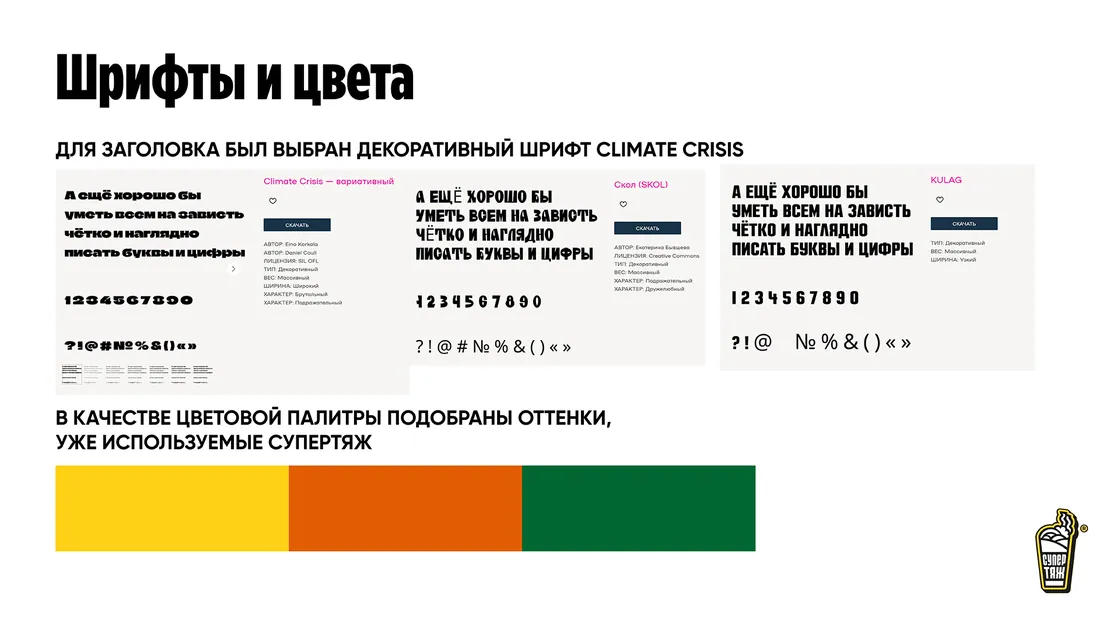 Шрифты и цвета
ДЛЯ ЗАГОЛОВКА БЫЛ ВЫБРАН ДЕКОРАТИВНЫЙ ШРИФТ CLIMATE CRISIS
А ещё хорошо бы
уметь всем на зависть
чётко и наглядно
писать буквы и цифры
1234567890
?!@#№%&()«»
Climate Crisis — вариативный
СКАЧАТЬ
АВТОР: Eino Korkala
АВТОР: Daniel Coull
ЛИЦЕНЗИЯ: SIL OFL
ТИП: Декоративный
ВЕС: Массивный
ШИРИНА: Широкий
ХАРАКТЕР: Брутальный
ХАРАКТЕР: Подражательный
А ЕЩЁ ХОРОШО БЫ
УМЕТЬ ВСЕМ НА ЗАВИСТЬ
ЧЁТКО И НАГЛЯДНО
ПИСАТЬ БУКВЫ И ЦИФРЫ
1234567890
?!@#№%&()«»
Скол (SKOL)
СКАЧАТЬ
АВТОР: Екатерина Бывшева
ЛИЦЕНЗИЯ: Creative Commons
ТИП: Декоративный
ВЕС: Массивный
ХАРАКТЕР: Подражательный
ХАРАКТЕР: Дружелюбный
А ЕЩЁ ХОРОШО БЫ
УМЕТЬ ВСЕМ НА ЗАВИСТЬ
ЧЁТКО И НАГЛЯДНО
ПИСАТЬ БУКВЫ И ЦИФРЫ
1234567890
?!@ №%&()«»
KULAG
СКАЧАТЬ
ТИП: Декоративный
ВЕС: Массивный
ШИРИНА: Узкий
В КАЧЕСТВЕ ЦВЕТОВОЙ ПАЛИТРЫ ПОДОБРАНЫ ОТТЕНКИ,
УЖЕ ИСПОЛЬЗУЕМЫЕ СУПЕРТЯЖ
СУПЕР
ТЯЖ